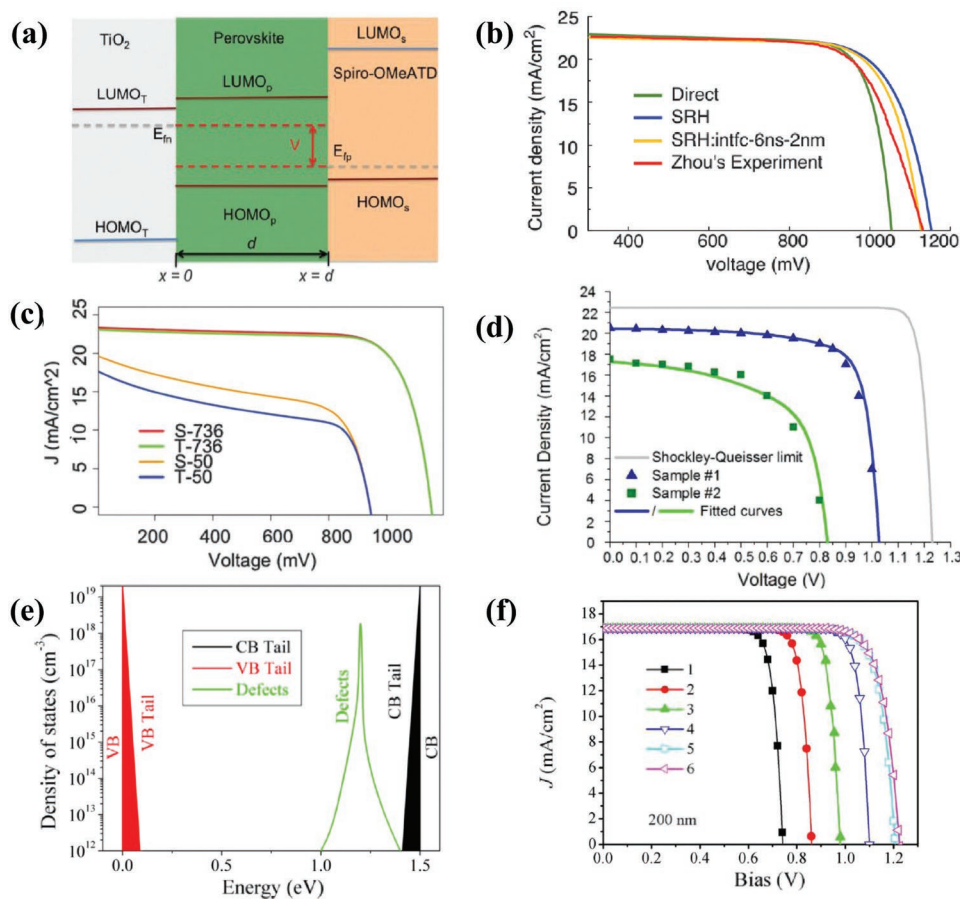 (a)
TiO2
Perovskite
LUMOs
Spiro-OMeATD
LUMOT
LUMOp
Efn
V
Efp
HOMOT
HOMOp
HOMOs
d
x = 0
x = d
(b)
Current density (mA/cm2)
25
20
15
10
5
0
Direct
SRH
SRH:intfc-6ns-2nm
Zhou's Experiment
400
600
800
1000
1200
voltage (mV)
(c)
J (mA/cm^2)
25
20
15
10
5
0
S-736
T-736
S-50
T-50
200
400
600
800
1000
Voltage (mV)
(d)
Current Density (mA/cm2)
24
22
20
18
16
14
12
10
8
6
4
2
0
Shockley-Queisser limit
Sample #1
Sample #2
/ Fitted curves
0.0 0.1 0.2 0.3 0.4 0.5 0.6 0.7 0.8 0.9 1.0 1.1 1.2 1.3
Voltage (V)
(e)
Density of states (cm-3)
10^19
10^18
10^17
10^16
10^15
10^14
10^13
10^12
CB Tail
VB Tail
Defects
VB
VB Tail
Defects
CB Tail
CB
0.0
0.5
1.0
1.5
Energy (eV)
(f)
J (mA/cm2)
18
16
14
12
10
8
6
4
2
0
1
2
3
4
5
6
200 nm
0.0
0.2
0.4
0.6
0.8
1.0
1.2
Bias (V)